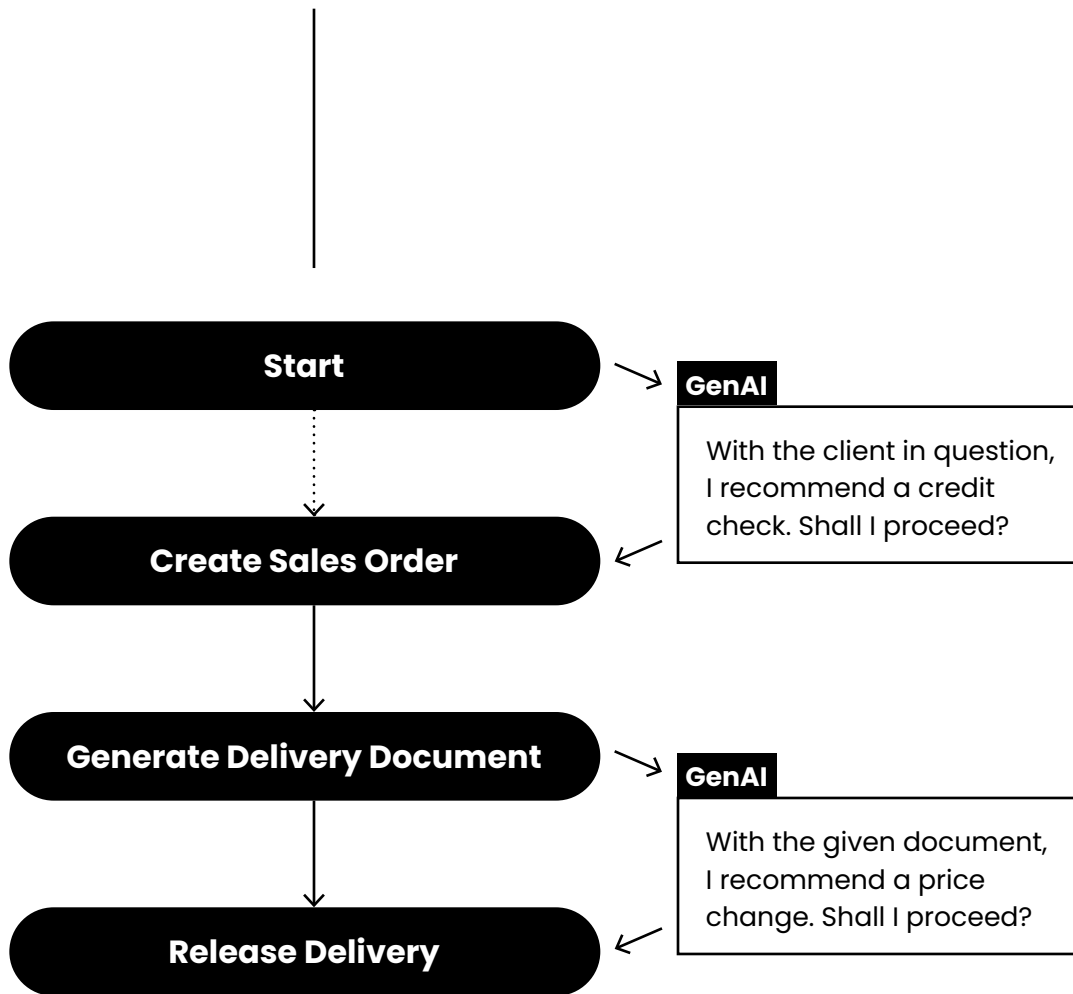 Start
GenAI
With the client in question,
I recommend a credit
check. Shall I proceed?
Create Sales Order
Generate Delivery Document
GenAI
With the given document,
I recommend a price
change. Shall I proceed?
Release Delivery